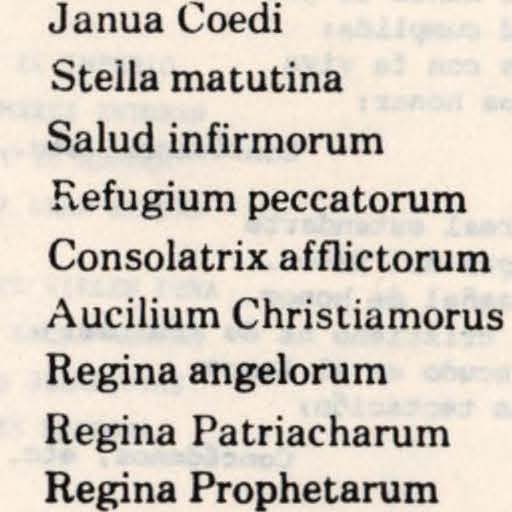 Janua Coedi
Stella matutina
Salud infirmorum
Refugium peccatorum
Consolatrix afflictorum
Aucilium Christiamorus
Regina angelorum
Regina Patriacharum
Regina Prophetarum